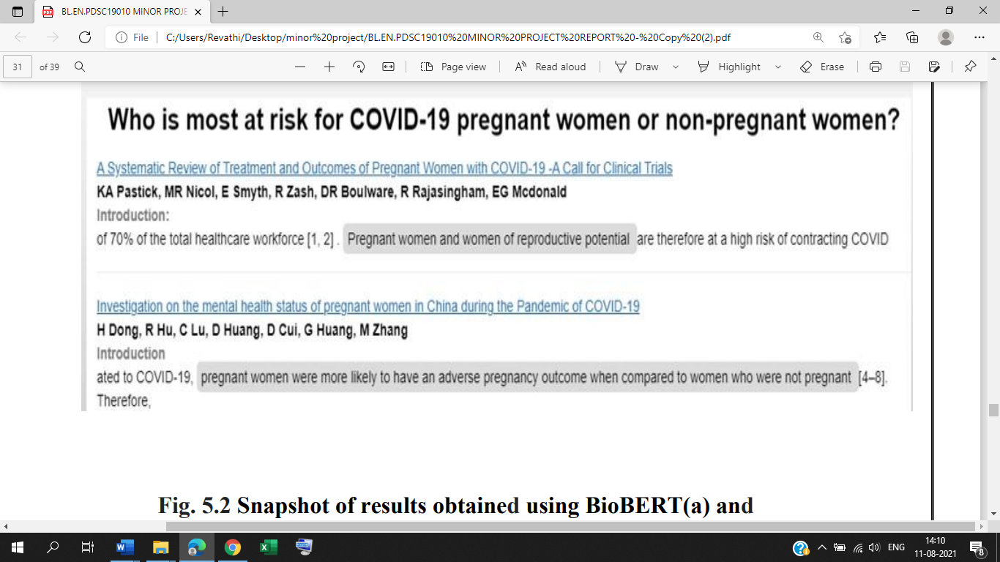 BL.EN.PDSC19010 MINOR PROJE
File
C:/Users/Revathi/Desktop/minor%20project/BL.EN.PDSC19010%20MINOR%20PROJECT%20REPORT%20-%20Copy%20(2).pdf
31 of 39 Page view Read aloud Draw Highlight Erase
Who is most at risk for COVID-19 pregnant women or non-pregnant women?
A Systematic Review of Treatment and Outcomes of Pregnant Women with COVID-19 -A Call for Clinical Trials
KA Pastick, MR Nicol, E Smyth, R Zash, DR Boulware, R Rajasingham, EG Mcdonald
Introduction:
of 70% of the total healthcare workforce [1, 2] . Pregnant women and women of reproductive potential are therefore at a high risk of contracting COVID
Investigation on the mental health status of pregnant women in China during the Pandemic of COVID-19
H Dong, R Hu, C Lu, D Huang, D Cui, G Huang, M Zhang
Introduction
ated to COVID-19, pregnant women were more likely to have an adverse pregnancy outcome when compared to women who were not pregnant [4–8].
Therefore,
Fig. 5.2 Snapshot of results obtained using BioBERT(a) and
ENG
14:10
11-08-2021
8